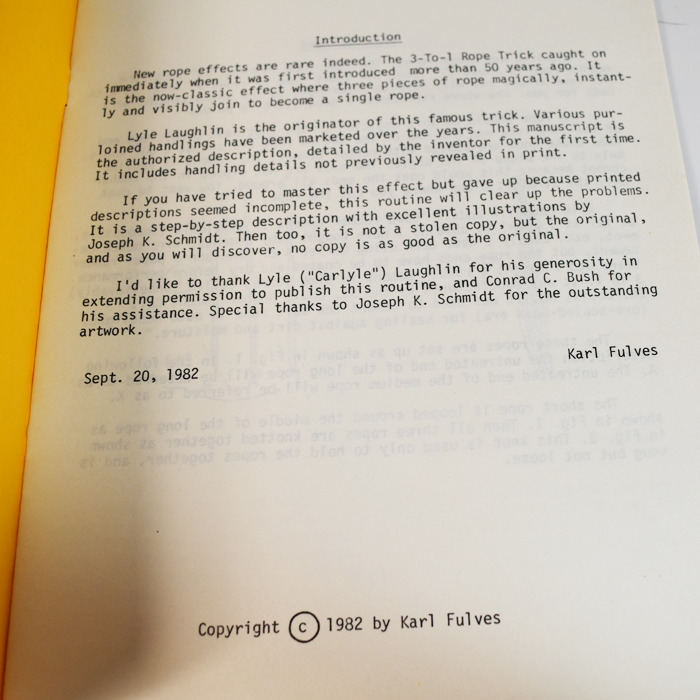 Introduction
New rope effects are rare indeed. The 3-To-1 Rope Trick caught on
immediately when it was first introduced more than 50 years ago. It
is the now-classic effect where three pieces of rope magically, instant-
ly and visibly join to become a single rope.
Lyle Laughlin is the originator of this famous trick. Various pur-
loined handlings have been marketed over the years. This manuscript is
the authorized description, detailed by the inventor for the first time.
It includes handling details not previously revealed in print.
If you have tried to master this effect but gave up because printed
descriptions seemed incomplete, this routine will clear up the problems.
It is a step-by-step description with excellent illustrations by
Joseph K. Schmidt. Then too, it is not a stolen copy, but the original,
and as you will discover, no copy is as good as the original.
I'd like to thank Lyle ("Carlyle") Laughlin for his generosity in
extending permission to publish this routine, and Conrad C. Bush for
his assistance. Special thanks to Joseph K. Schmidt for the outstanding
artwork.
Karl Fulves
Sept. 20, 1982
Copyright © 1982 by Karl Fulves